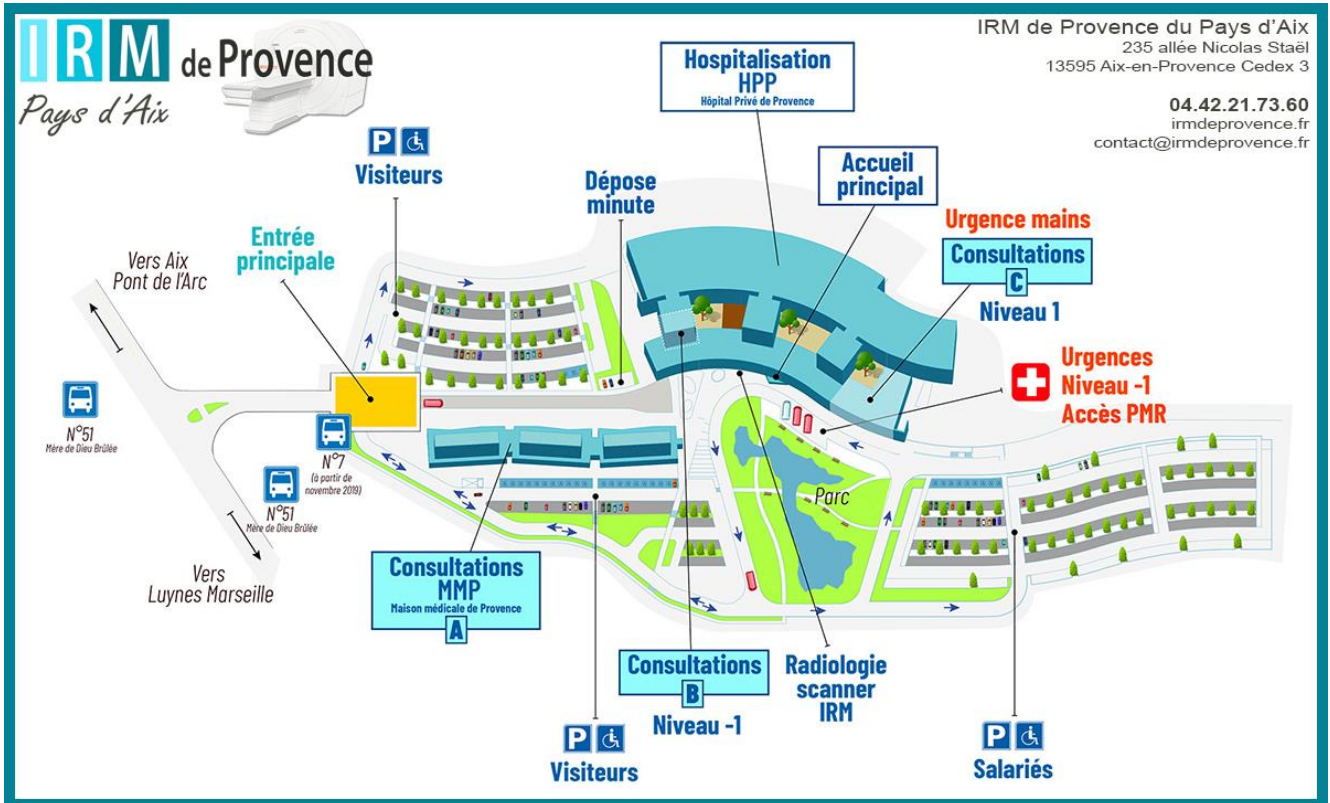 IRM de Provence
Pays d'Aix
IRM de Provence du Pays d'Aix
235 allée Nicolas Staël
13595 Aix-en-Provence Cedex 3
04.42.21.73.60
irmdeprovence.fr
contact@irmdeprovence.fr
Hospitalisation
HPP
Hôpital Privé de Provence
P
Visiteurs
Dépose
minute
Accueil
principal
Urgence mains
Consultations
C
Niveau 1
Entrée
principale
Vers Aix
Pont de l'Arc
Urgences
Niveau -1
Accès PMR
N°51
Mère de Dieu Brûlée
N°7
(à partir de
novembre 2019)
N°51
Mère de Dieu Brûlée
Parc
Vers
Luynes Marseille
Consultations
MMP
Maison médicale de Provence
A
Consultations
B
Niveau -1
Radiologie
scanner
IRM
P
Visiteurs
P
Salariés